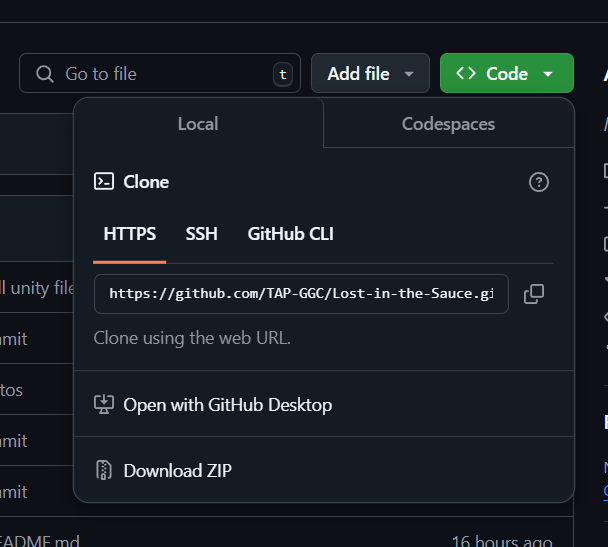 Go to file
t
Add file
Code
Local
Codespaces
Clone
HTTPS
SSH
GitHub CLI
https://github.com/TAP-GGC/Lost-in-the-Sauce.gi
Clone using the web URL.
ll unity file
mit
tos
Open with GitHub Desktop
mit
Download ZIP
mit
EADME.md
16 hours ago